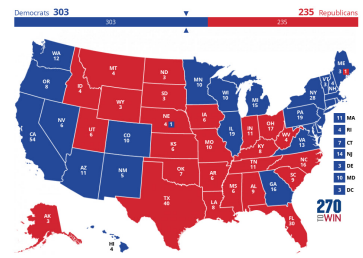 Democrats 303
235 Republicans
303
235
WA
12
OR
8
CA
54
NV
6
ID
4
MT
4
WY
3
UT
6
AZ
11
CO
10
NM
5
ND
3
SD
3
NE
4 1
KS
6
OK
7
TX
40
MN
10
IA
6
MO
10
AR
6
LA
8
WI
10
IL
19
MI
15
IN
11
OH
17
KY
8
TN
11
MS
6
AL
9
GA
16
FL
30
SC
9
NC
16
VA
13
WV
4
PA
19
NY
28
VT
3
NH
4
ME
3 1
11 MA
4 RI
7 CT
14 NJ
3 DE
10 MD
3 DC
AK
3
HI
4
270
TO
WIN